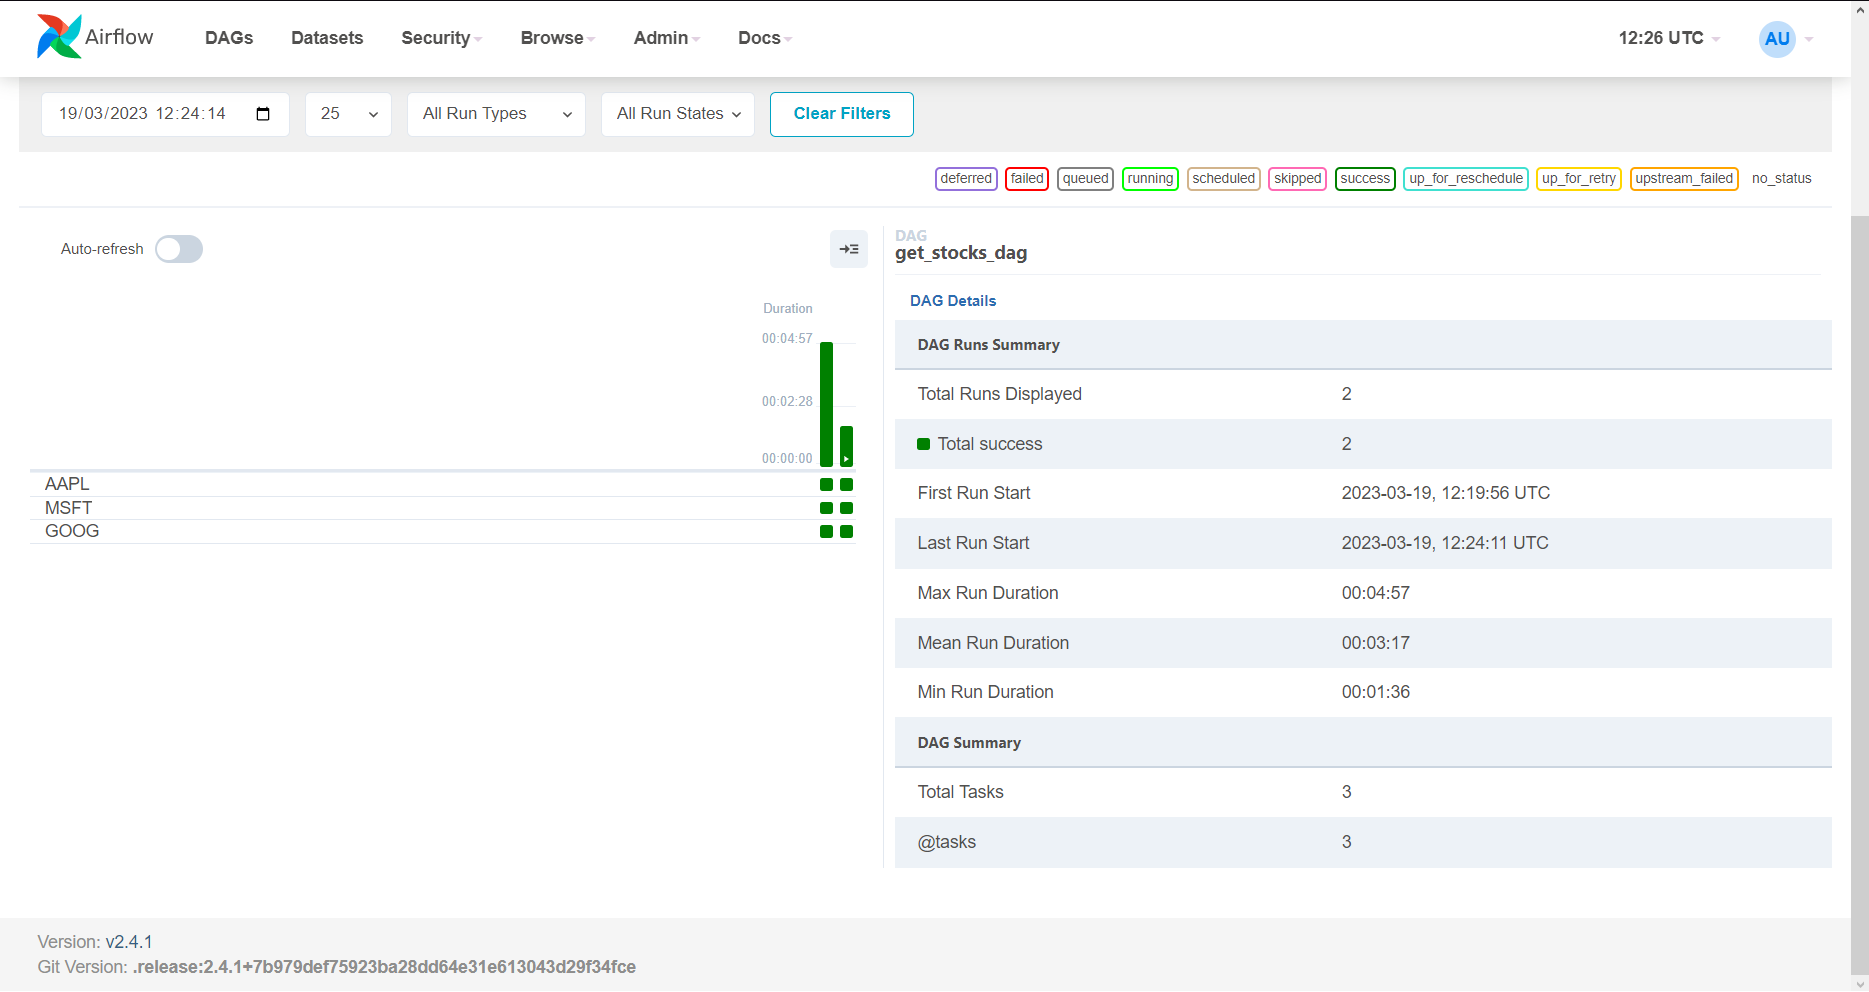 Airflow DAGs Datasets Security Browse Admin Docs 12:26 UTC AU
19/03/2023 12:24:14 25 All Run Types All Run States Clear Filters
deferred failed queued running scheduled skipped success up_for_reschedule up_for_retry upstream_failed no_status
Auto-refresh
Duration
00:04:57
00:02:28
00:00:00
AAPL
MSFT
GOOG
DAG
get_stocks_dag
DAG Details
DAG Runs Summary
Total Runs Displayed 2
Total success 2
First Run Start 2023-03-19, 12:19:56 UTC
Last Run Start 2023-03-19, 12:24:11 UTC
Max Run Duration 00:04:57
Mean Run Duration 00:03:17
Min Run Duration 00:01:36
DAG Summary
Total Tasks 3
@tasks 3
Version: v2.4.1
Git Version: .release:2.4.1+7b979def75923ba28dd64e31e613043d29f34fce